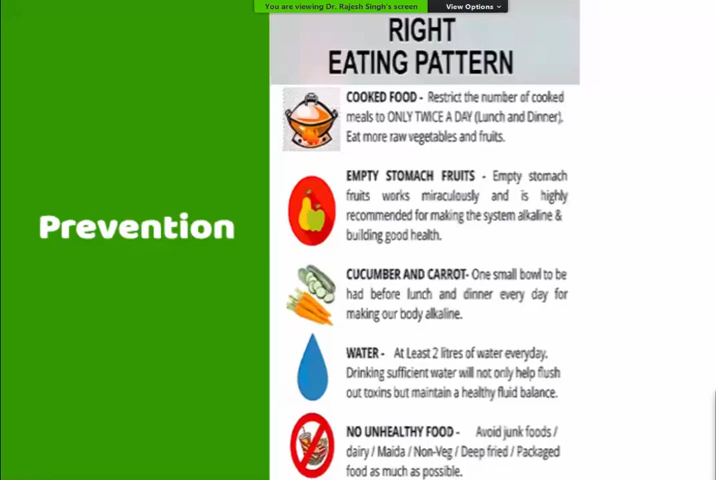 You are viewing Dr. Rajesh Singh's screen
View Options
RIGHT
EATING PATTERN
COOKED FOOD - Restrict the number of cooked
meals to ONLY TWICE A DAY (Lunch and Dinner).
Eat more raw vegetables and fruits.
EMPTY STOMACH FRUITS - Empty stomach
fruits works miraculously and is highly
recommended for making the system alkaline &
building good health.
Prevention
CUCUMBER AND CARROT- One small bowl to be
had before lunch and dinner every day for
making our body alkaline.
WATER - At Least 2 litres of water everyday.
Drinking sufficient water will not only help flush
out toxins but maintain a healthy fluid balance.
NO UNHEALTHY FOOD - Avoid junk foods /
dairy / Maida / Non-Veg / Deep fried / Packaged
food as much as possible.